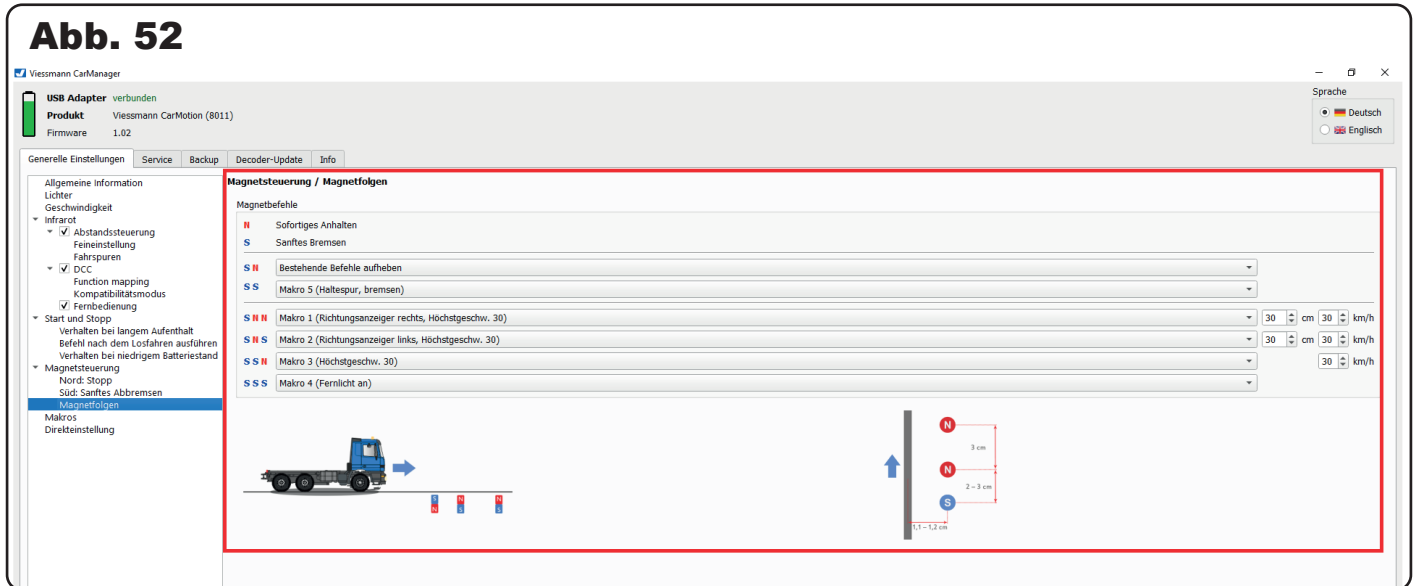 Abb. 52
Viessmann CarManager
Sprache
USB Adapter verbunden
Deutsch
Produkt Viessmann CarMotion (8011)
Englisch
Firmware 1.02
Generelle Einstellungen Service Backup Decoder-Update Info
Allgemeine Information
Lichter
Geschwindigkeit
Infrarot
Abstandssteuerung
Feineinstellung
Fahrspuren
DCC
Function mapping
Kompatibilitätsmodus
Fernbedienung
Start und Stopp
Verhalten bei langem Aufenthalt
Befehl nach dem Losfahren ausführen
Verhalten bei niedrigem Batteriestand
Magnetsteuerung
Nord: Stopp
Süd: Sanftes Abbremsen
Magnetfolgen
Makros
Direkteinstellung
Magnetsteuerung / Magnetfolgen
Magnetbefehle
N Sofortiges Anhalten
S Sanftes Bremsen
S N Bestehende Befehle aufheben
S S Makro 5 (Haltespur, bremsen)
S N N Makro 1 (Richtungsanzeiger rechts, Höchstgeschw. 30) 30 cm 30 km/h
S N S Makro 2 (Richtungsanzeiger links, Höchstgeschw. 30) 30 cm 30 km/h
S S N Makro 3 (Höchstgeschw. 30) 30 km/h
S S S Makro 4 (Fernlicht an)
S N N
N S S
N
3 cm
N
2 – 3 cm
S
1,1 – 1,2 cm